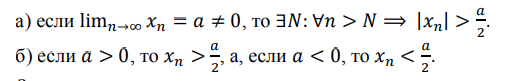 а) если lim_{n→∞} x_n = a ≠ 0, то ∃N: ∀n > N ⟹ |x_n| > a/2.
б) если a > 0, то x_n > a/2, а, если a < 0, то x_n < a/2.